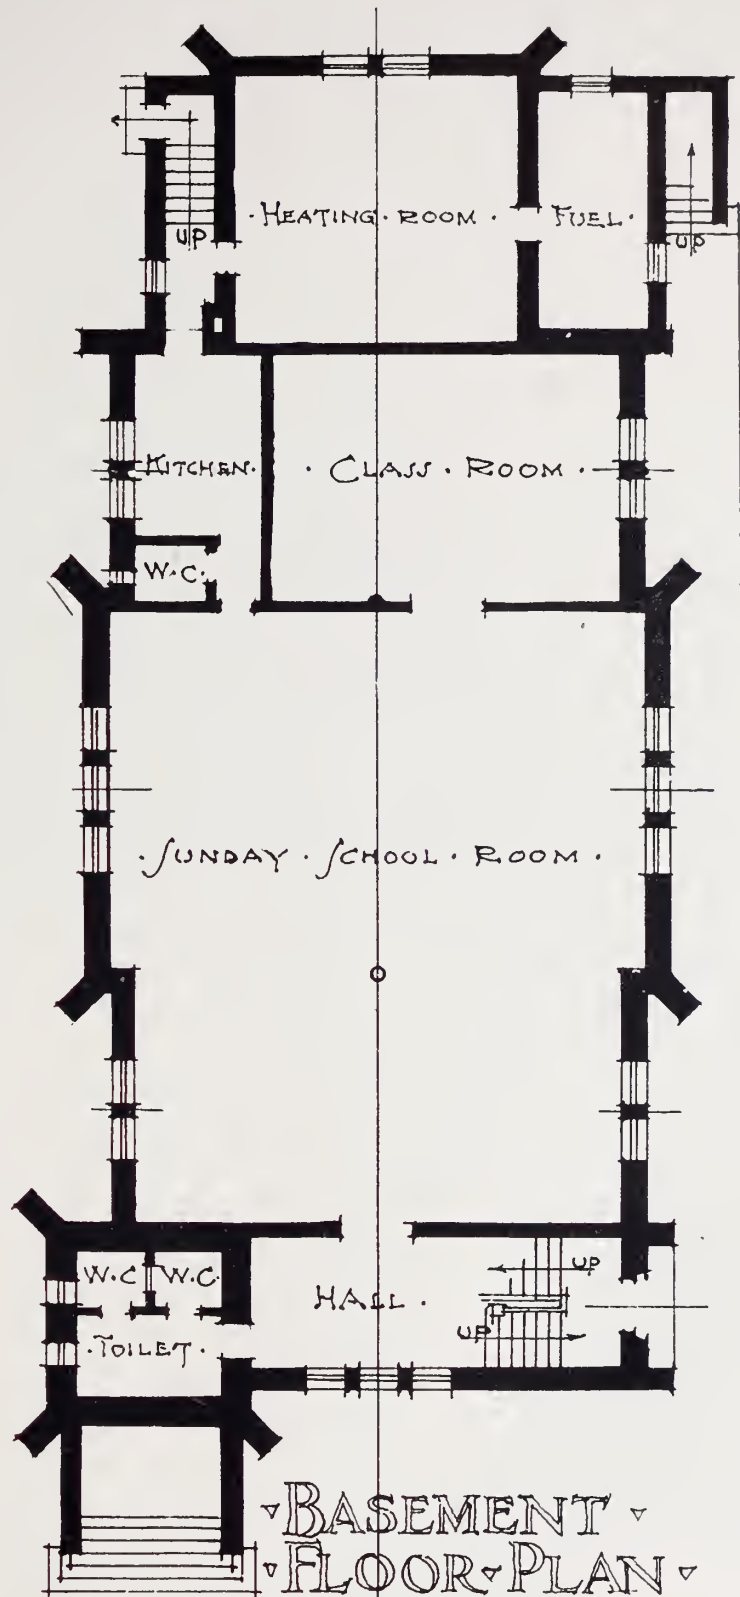 · HEATING · ROOM ·
· FUEL ·
UP
UP
KITCHEN ·
· CLASS · ROOM ·
W · C ·
· SUNDAY · SCHOOL · ROOM ·
W · C
W · C ·
HALL ·
UP
UP
· TOILET ·
· BASEMENT ·
· FLOOR · PLAN ·